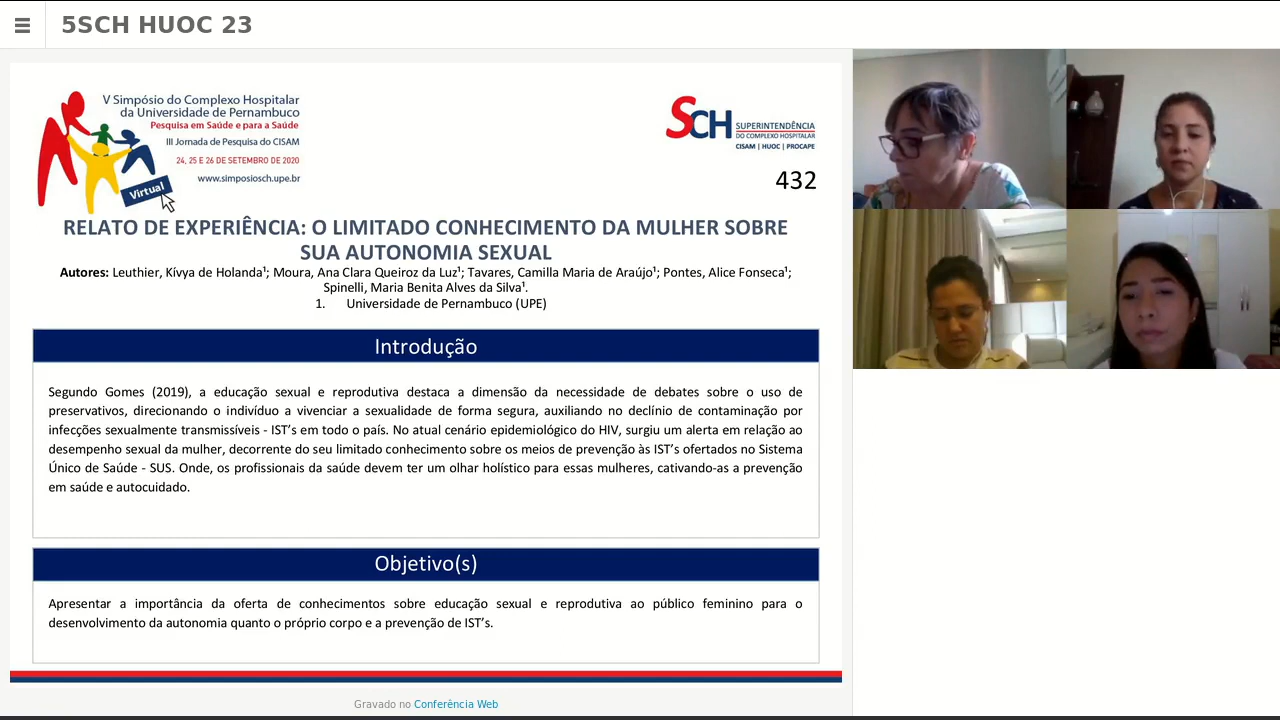 5SCH HUOC 23
V Simpósio do Complexo Hospitalar
da Universidade de Pernambuco
Pesquisa em Saúde e para a Saúde
III Jornada de Pesquisa do CISAM
24, 25 E 26 DE SETEMBRO DE 2020
www.simposiosch.upe.br
Virtual
SCH SUPERINTENDÊNCIA
DO COMPLEXO HOSPITALAR
CISAM | HUOC | PROCAPE
432
RELATO DE EXPERIÊNCIA: O LIMITADO CONHECIMENTO DA MULHER SOBRE
SUA AUTONOMIA SEXUAL
Autores: Leuthier, Kívya de Holanda¹; Moura, Ana Clara Queiroz da Luz¹; Tavares, Camilla Maria de Araújo¹; Pontes, Alice Fonseca¹;
Spinelli, Maria Benita Alves da Silva¹.
1. Universidade de Pernambuco (UPE)
Introdução
Segundo Gomes (2019), a educação sexual e reprodutiva destaca a dimensão da necessidade de debates sobre o uso de
preservativos, direcionando o indivíduo a vivenciar a sexualidade de forma segura, auxiliando no declínio de contaminação por
infecções sexualmente transmissíveis - IST's em todo o país. No atual cenário epidemiológico do HIV, surgiu um alerta em relação ao
desempenho sexual da mulher, decorrente do seu limitado conhecimento sobre os meios de prevenção às IST's ofertados no Sistema
Único de Saúde - SUS. Onde, os profissionais da saúde devem ter um olhar holístico para essas mulheres, cativando-as a prevenção
em saúde e autocuidado.
Objetivo(s)
Apresentar a importância da oferta de conhecimentos sobre educação sexual e reprodutiva ao público feminino para o
desenvolvimento da autonomia quanto o próprio corpo e a prevenção de IST's.
Gravado no Conferência Web